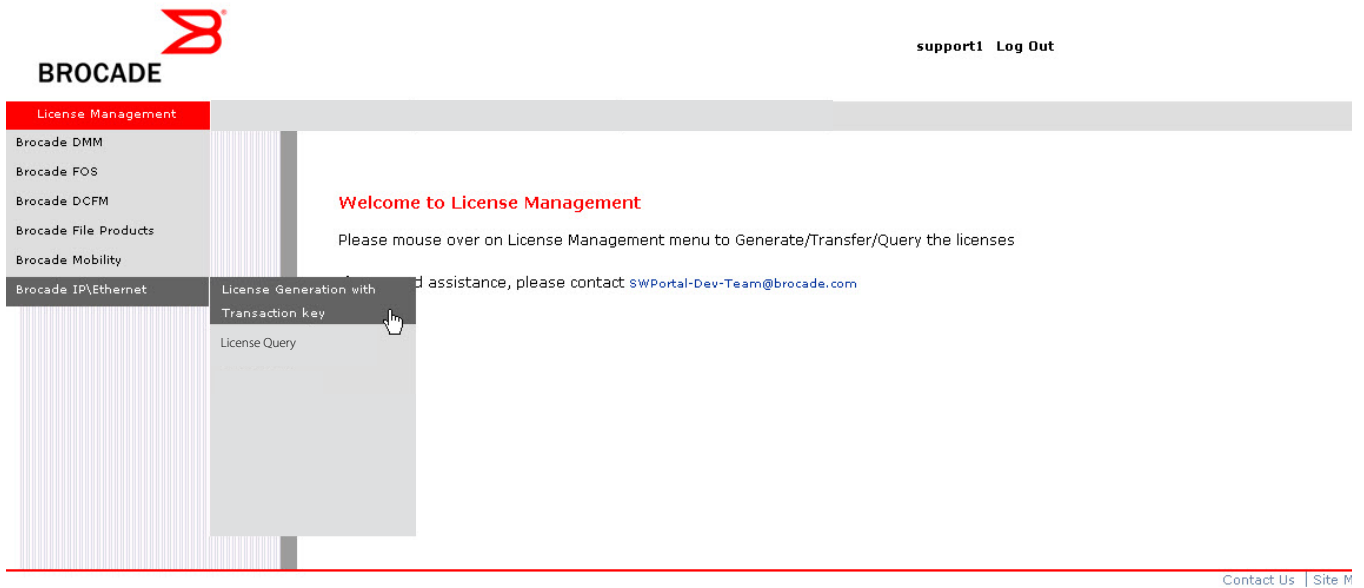 BROCADE
support1 Log Out
License Management
Brocade DMM
Brocade FOS
Brocade DCFM
Brocade File Products
Brocade Mobility
Brocade IP\Ethernet
License Generation with
Transaction key
License Query
Welcome to License Management
Please mouse over on License Management menu to Generate/Transfer/Query the licenses
assistance, please contact SWPortal-Dev-Team@brocade.com
Contact Us | Site M